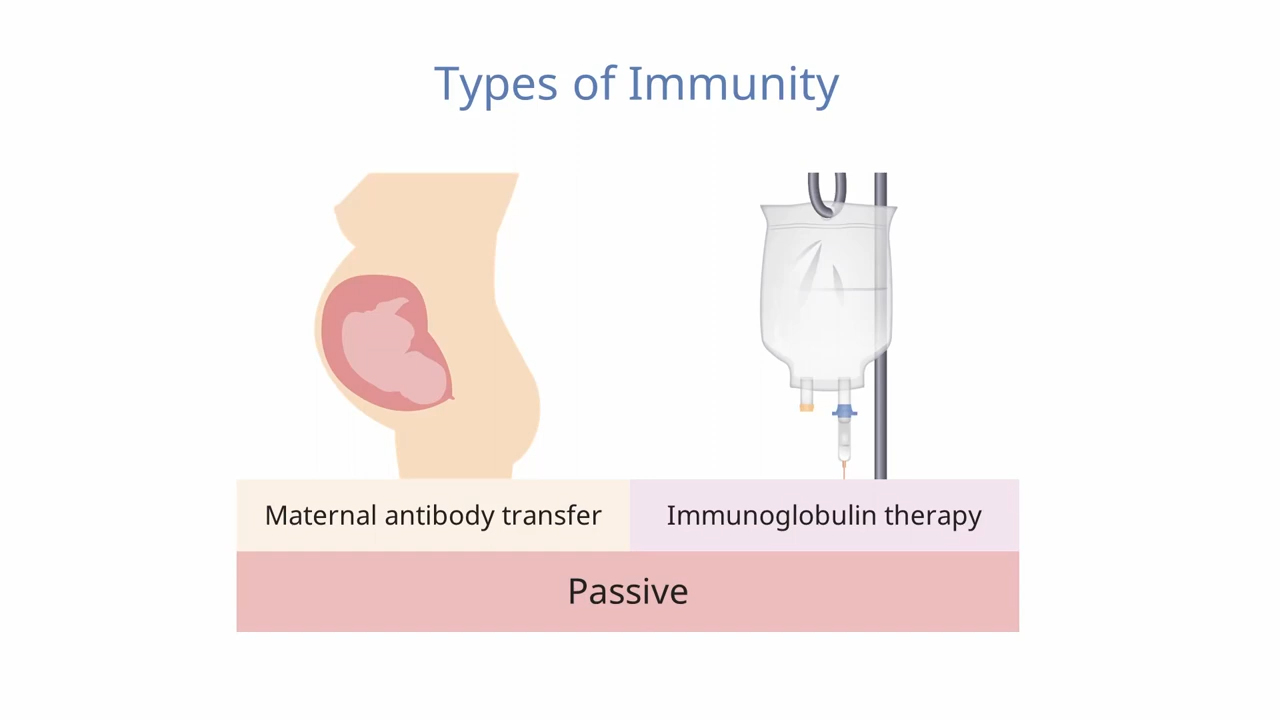 Types of Immunity
Maternal antibody transfer
Immunoglobulin therapy
Passive